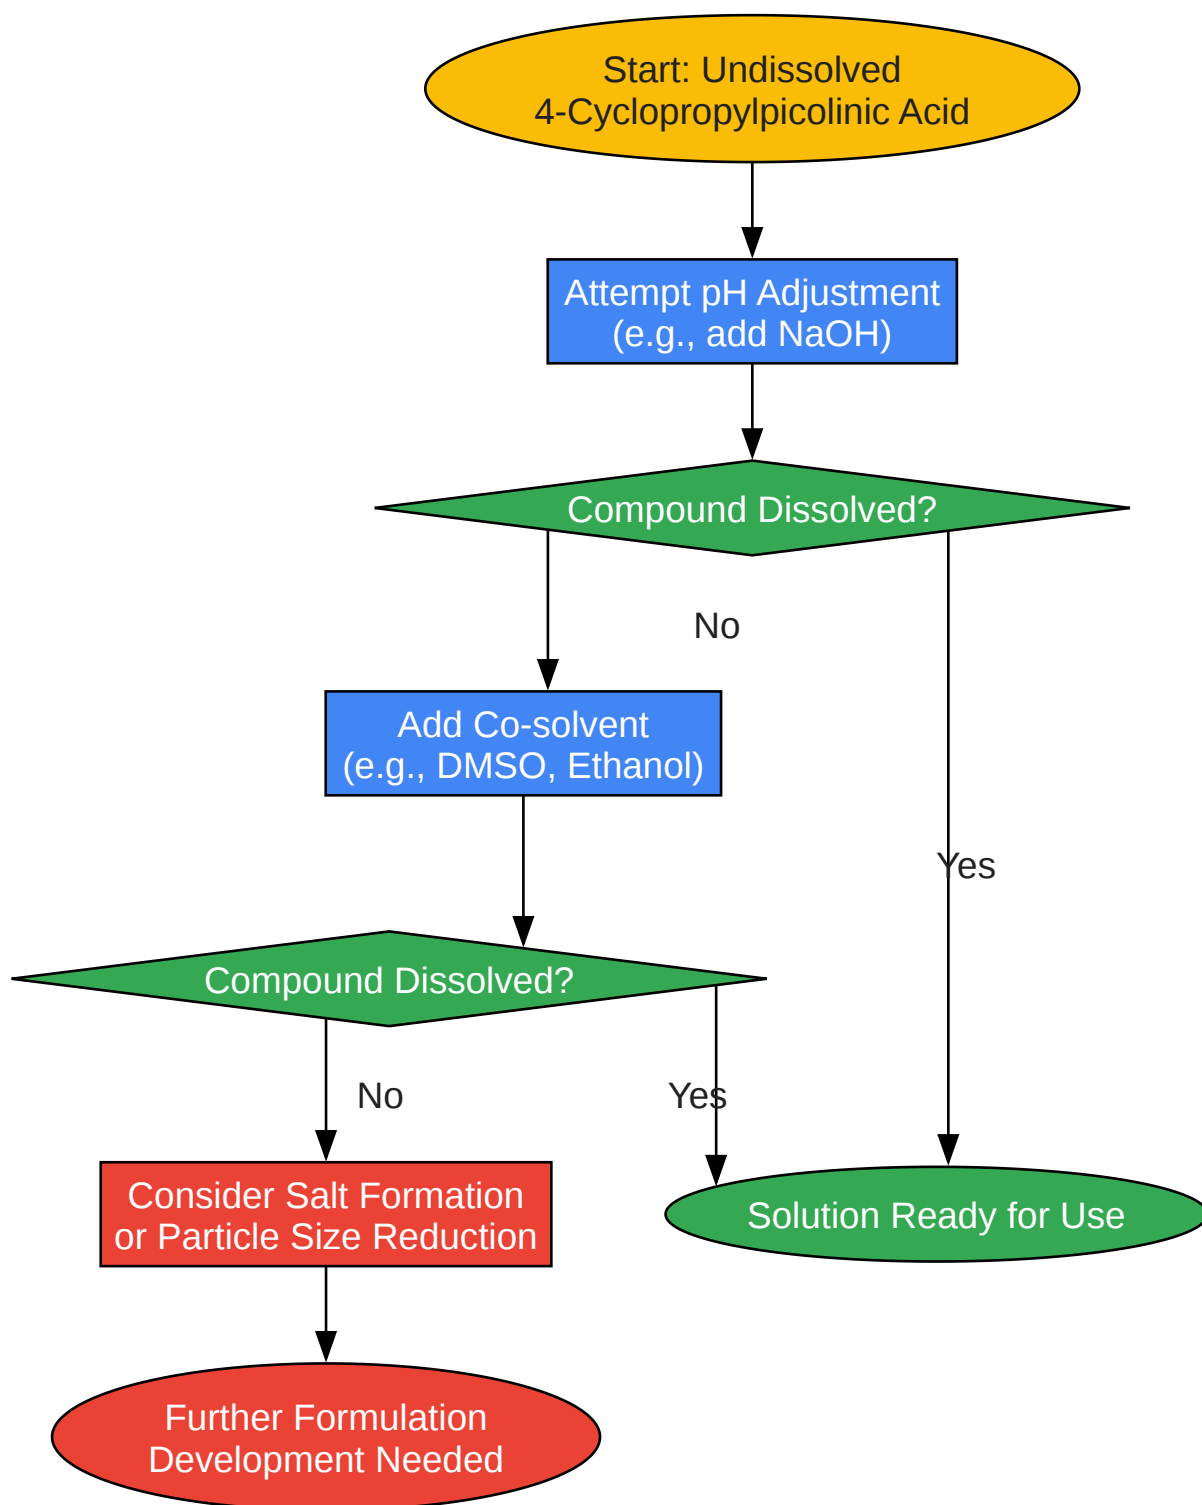 Start: Undissolved
4-Cyclopropylpicolinic Acid
Attempt pH Adjustment
(e.g., add NaOH)
Compound Dissolved?
No
Add Co-solvent
(e.g., DMSO, Ethanol)
Yes
Compound Dissolved?
No
Yes
Consider Salt Formation
or Particle Size Reduction
Solution Ready for Use
Further Formulation
Development Needed